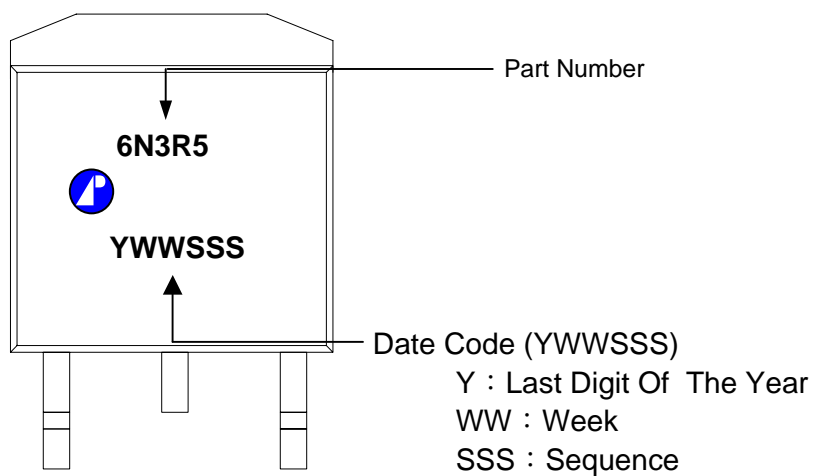 Part Number
6N3R5
YWWSSS
Date Code (YWWSSS)
Y：Last Digit Of The Year
WW：Week
SSS：Sequence